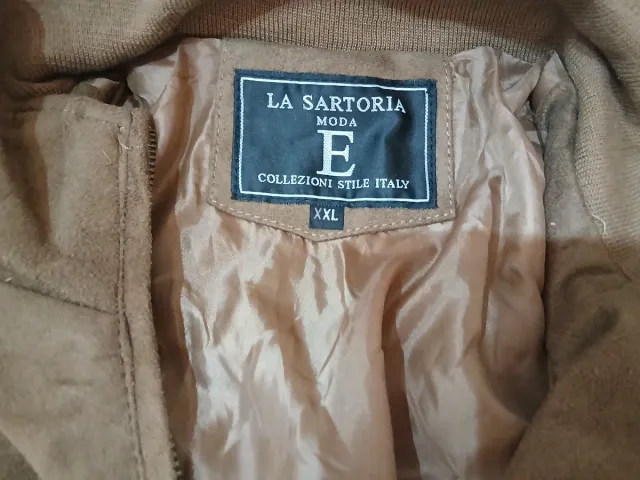 LA SARTORIA
MODA
E
COLLEZIONI STILE ITALY
XXL